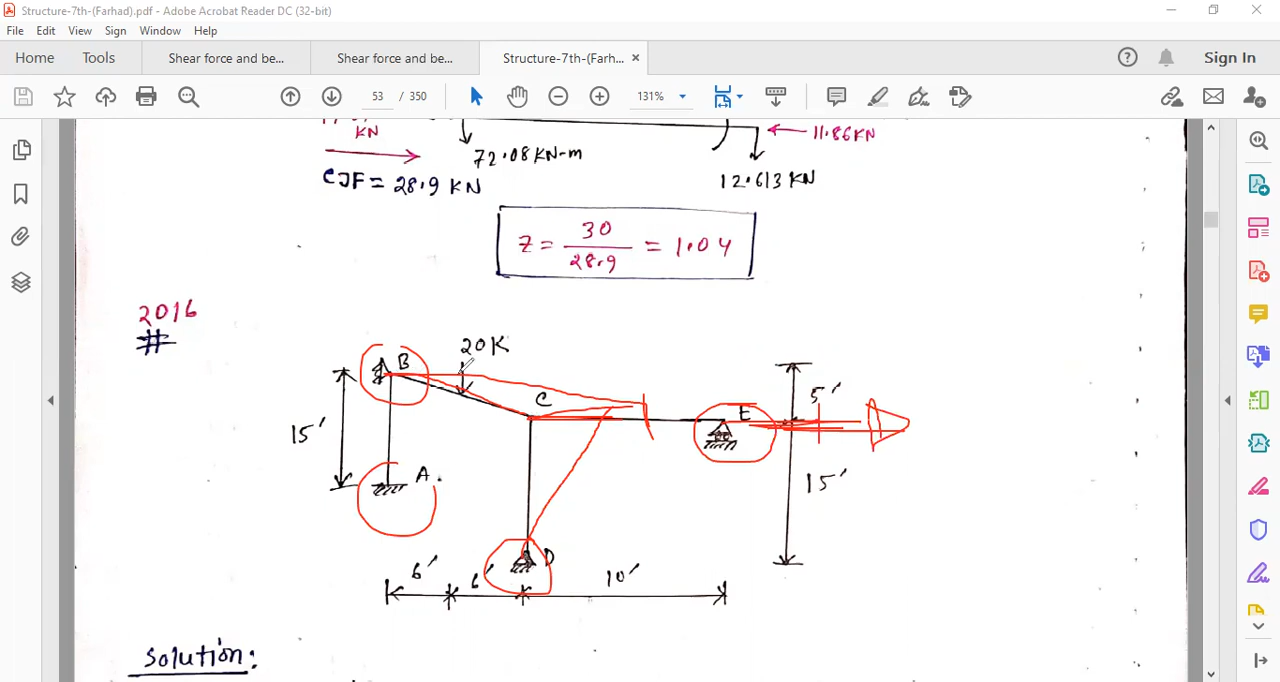 Structure-7th-(Farhad).pdf - Adobe Acrobat Reader DC (32-bit)
File Edit View Sign Window Help
Home Tools Shear force and be... Shear force and be... Structure-7th-(Farh... × Sign In
53 / 350 131%
KN
11.86KN
72.08 KN-m
CJF = 28.9 KN
12.613 KN
Z = 30 / 28.9 = 1.04
2016
#
20K
B
C
E
5'
15'
A.
15'
D
6' 6' 10'
Solution: